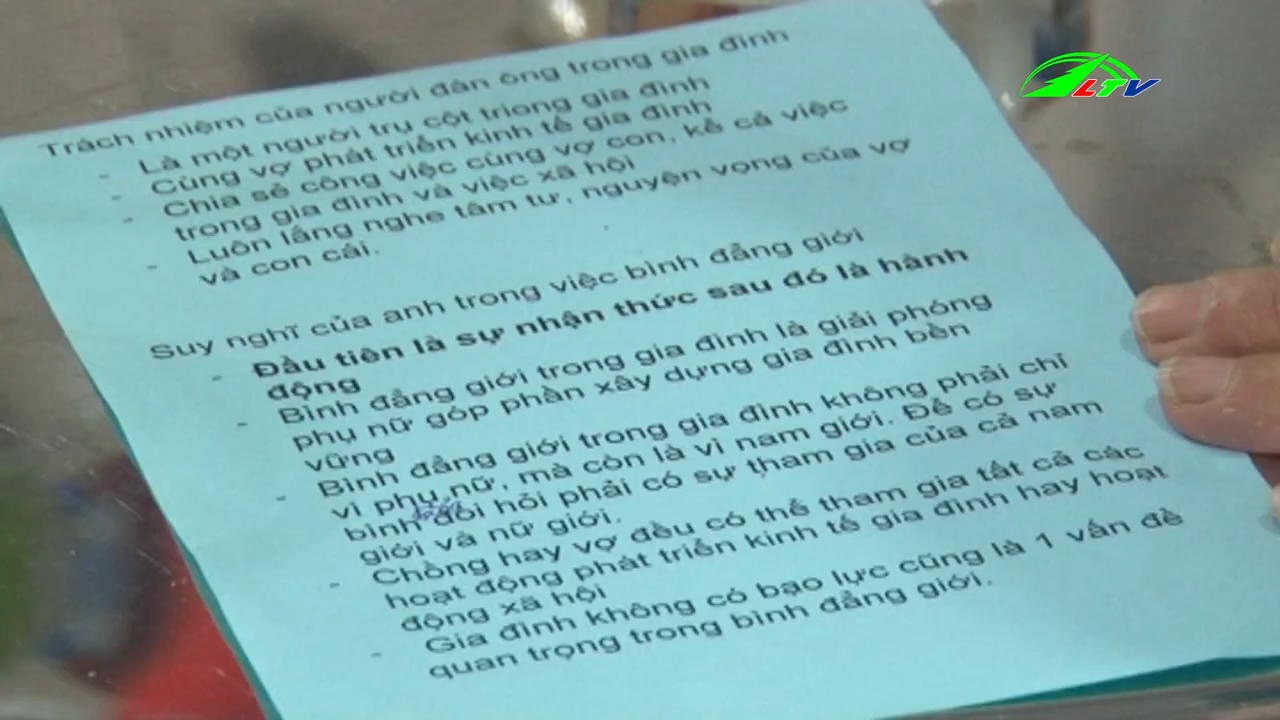 LTV
Trách nhiệm của người đàn ông trong gia đình
- Là một người trụ cột triong gia đình
- Cùng vợ phát triển kinh tế gia đình
- Chia sẻ công việc cùng vợ con, kể cả việc
trong gia đình và việc xã hội
- Luôn lắng nghe tâm tư, nguyện vọng của vợ
và con cái.
Suy nghĩ của anh trong việc bình đẳng giới
- Đầu tiên là sự nhận thức sau đó là hành
động
- Bình đẳng giới trong gia đình là giải phóng
phụ nữ góp phần xây dựng gia đình bền
vững
- Bình đẳng giới trong gia đình không phải chỉ
vì phụ nữ, mà còn là vì nam giới. Để có sự
bình đòi hỏi phải có sự tham gia của cả nam
giới và nữ giới.
- Chồng hay vợ đều có thể tham gia tất cả các
hoạt động phát triển kinh tế gia đình hay hoạt
động xã hội
- Gia đình không có bạo lực cũng là 1 vấn đề
quan trọng trong bình đẳng giới.